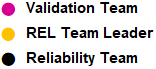 Validation Team
REL Team Leader
Reliability Team